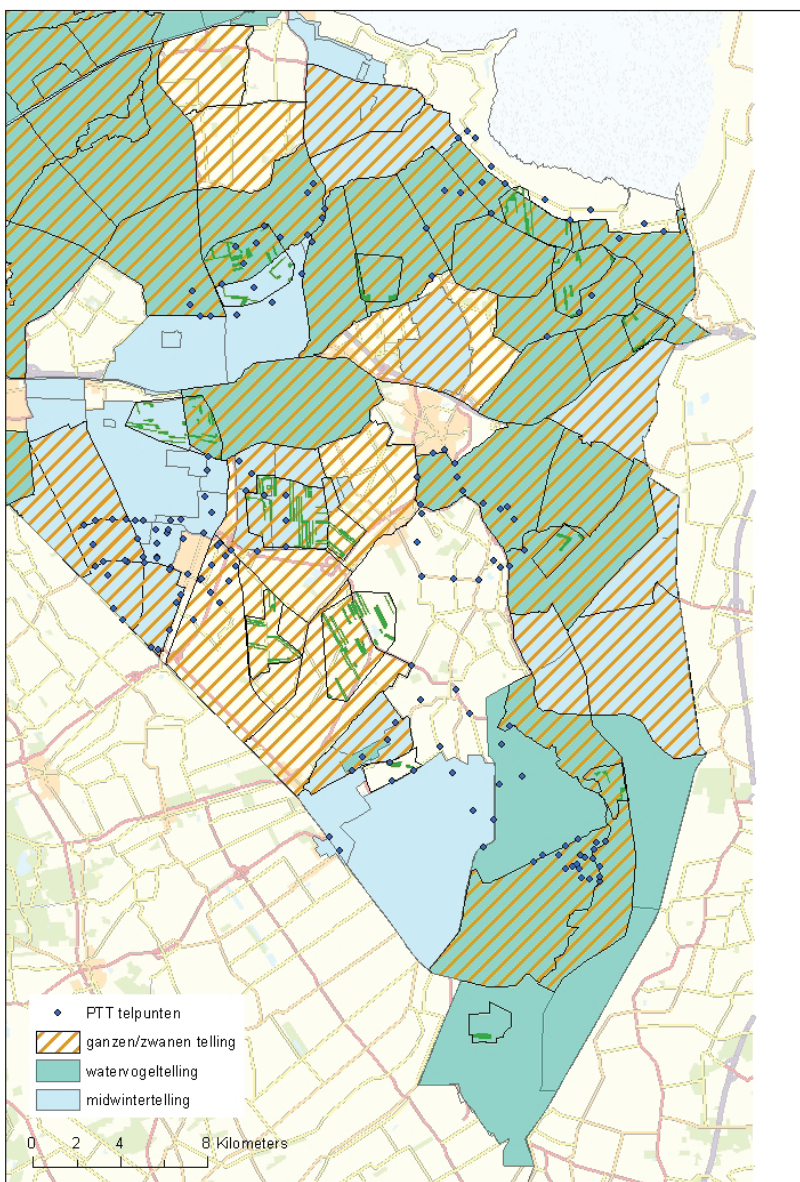 PTT telpunten
ganzen/zwanen telling
watervogeltelling
midwintertelling
0 2 4 8 Kilometers